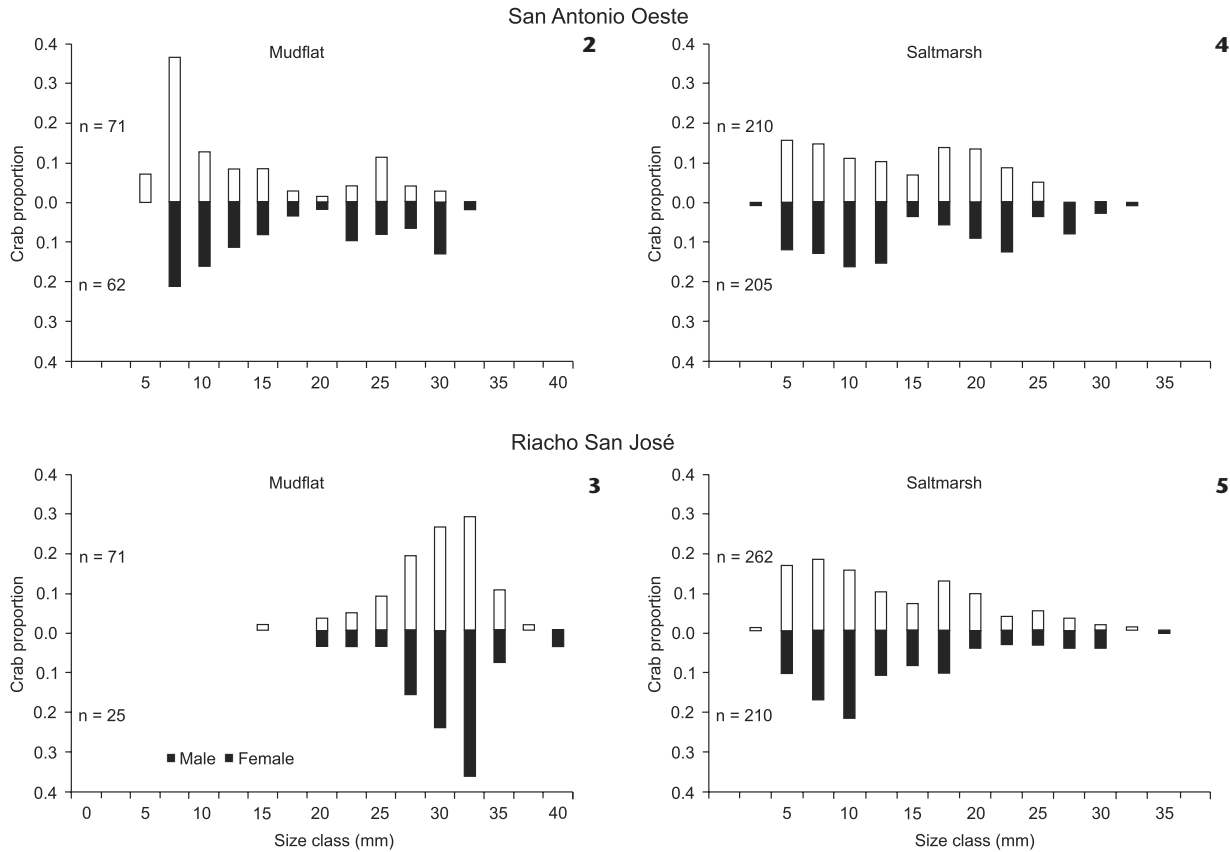 San Antonio Oeste
Mudflat
2
0.4
0.3
0.2
0.1
0.0
0.1
0.2
0.3
0.4
Crab proportion
n = 71
n = 62
5 10 15 20 25 30 35 40
Saltmarsh
4
0.4
0.3
0.2
0.1
0.0
0.1
0.2
0.3
0.4
Crab proportion
n = 210
n = 205
5 10 15 20 25 30 35
Riacho San José
Mudflat
3
0.4
0.3
0.2
0.1
0.0
0.1
0.2
0.3
0.4
Crab proportion
n = 71
n = 25
Male Female
0 5 10 15 20 25 30 35 40
Size class (mm)
Saltmarsh
5
0.4
0.3
0.2
0.1
0.0
0.1
0.2
0.3
0.4
Crab proportion
n = 262
n = 210
5 10 15 20 25 30 35
Size class (mm)